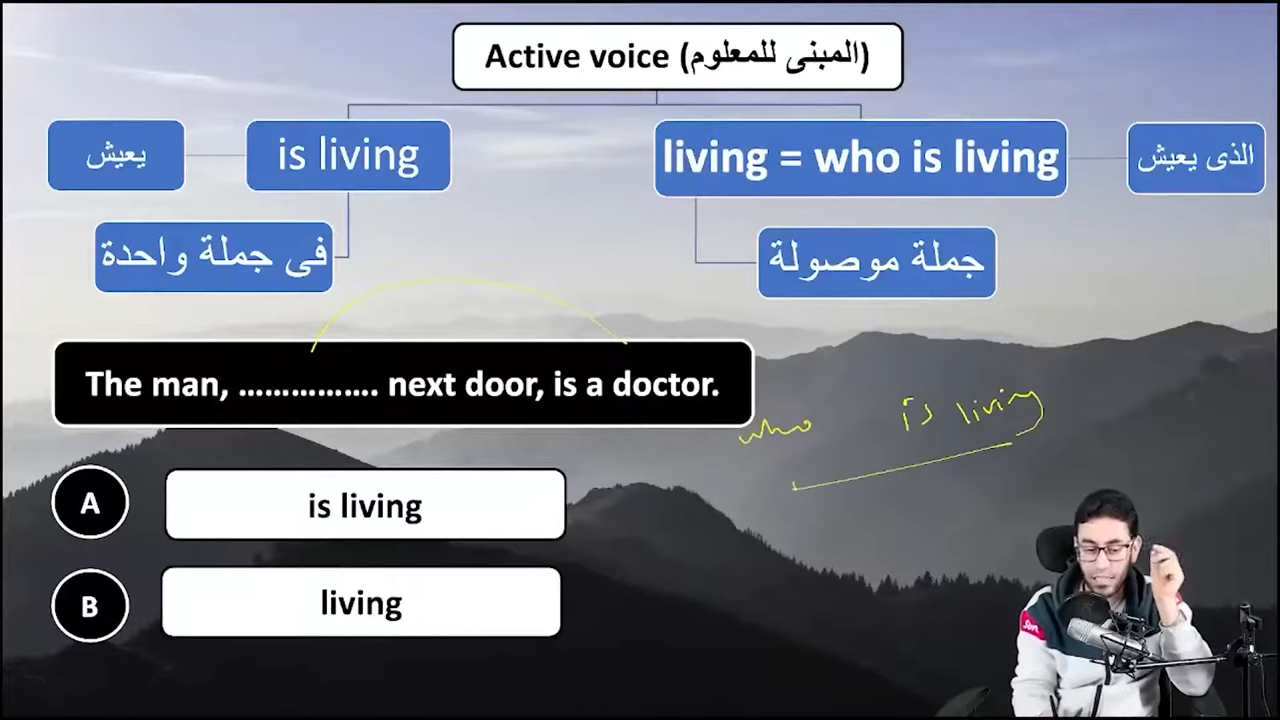 Active voice (المبنى للمعلوم)
يعيش
is living
living = who is living
الذى يعيش
فى جملة واحدة
جملة موصولة
The man, ................ next door, is a doctor.
who is living
A
is living
B
living